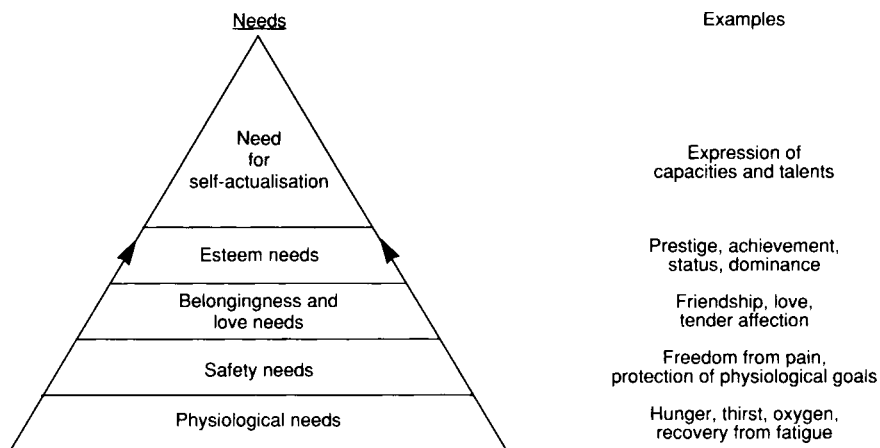 Needs
Examples
Need
for
self-actualisation
Expression of
capacities and talents
Esteem needs
Prestige, achievement,
status, dominance
Belongingness and
love needs
Friendship, love,
tender affection
Safety needs
Freedom from pain,
protection of physiological goals
Physiological needs
Hunger, thirst, oxygen,
recovery from fatigue